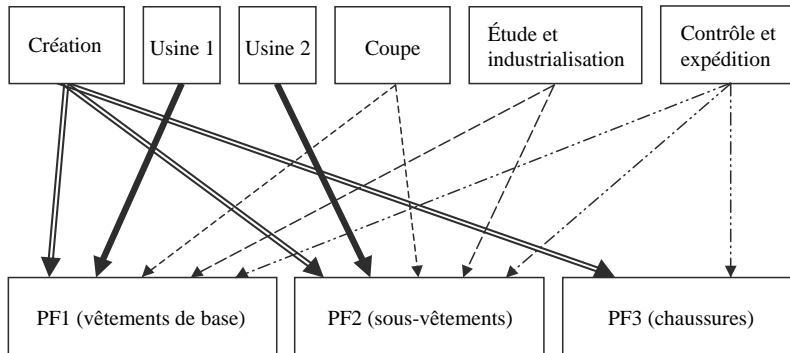 Création
Usine 1
Usine 2
Coupe
Étude et
industrialisation
Contrôle et
expédition
PF1 (vêtements de base)
PF2 (sous-vêtements)
PF3 (chaussures)